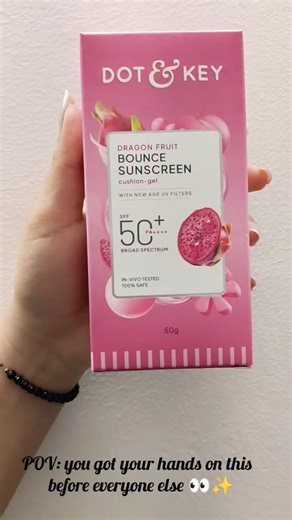 DOT & KEY
DRAGON FRUIT
BOUNCE
SUNSCREEN
cushion-gel
WITH NEW AGE UV FILTERS
SPF
50+
PA++++
BROAD SPECTRUM
IN-VIVO TESTED
100% SAFE
50g
POV: you got your hands on this
before everyone else 👀✨